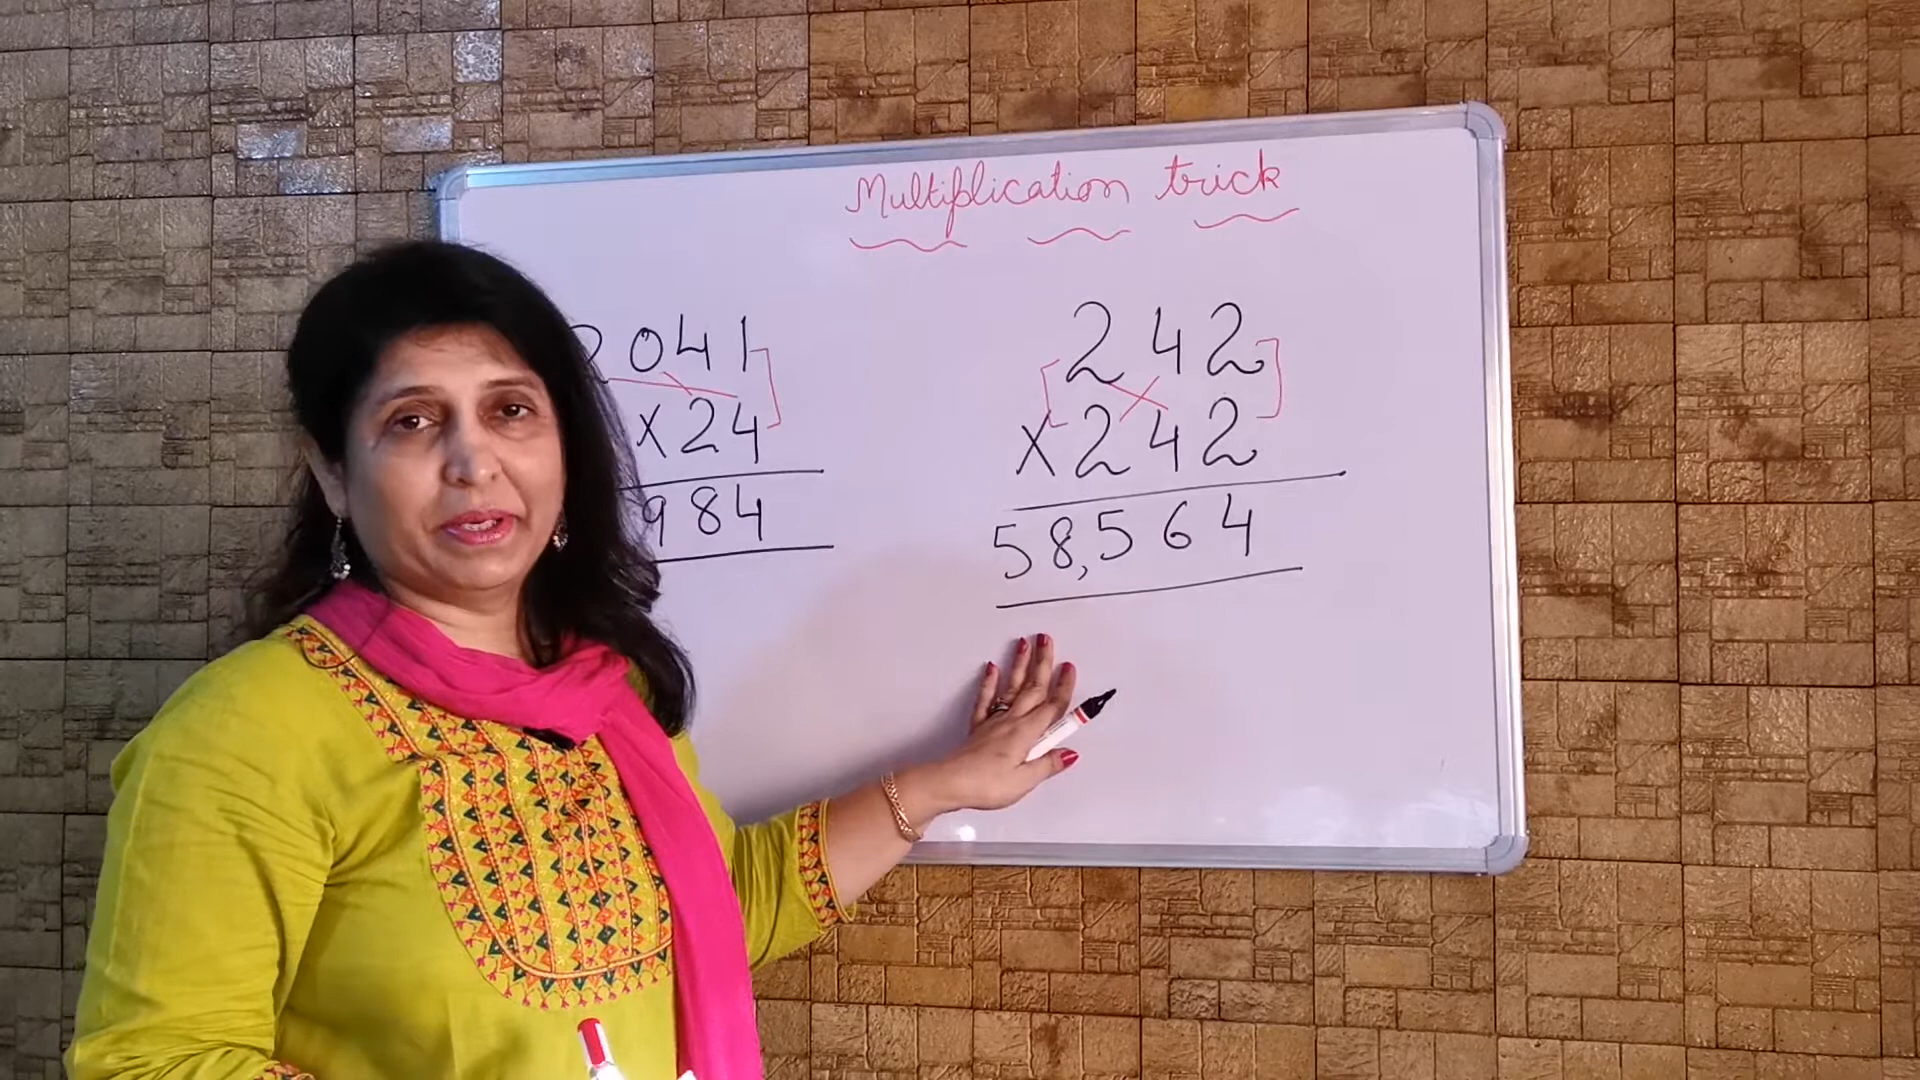 Multiplication trick
2041
x 24
984
242
x 242
58,564